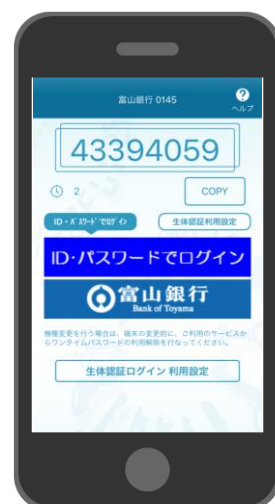 富山銀行 0145
ヘルプ
43394059
2
COPY
ID・パスワードでログイン
生体認証利用設定
ID・パスワードでログイン
富山銀行
Bank of Toyama
機種変更を行う場合は、端末の変更前に、ご利用のサービスか
らワンタイムパスワードの利用解除を行なってください。
生体認証ログイン 利用設定